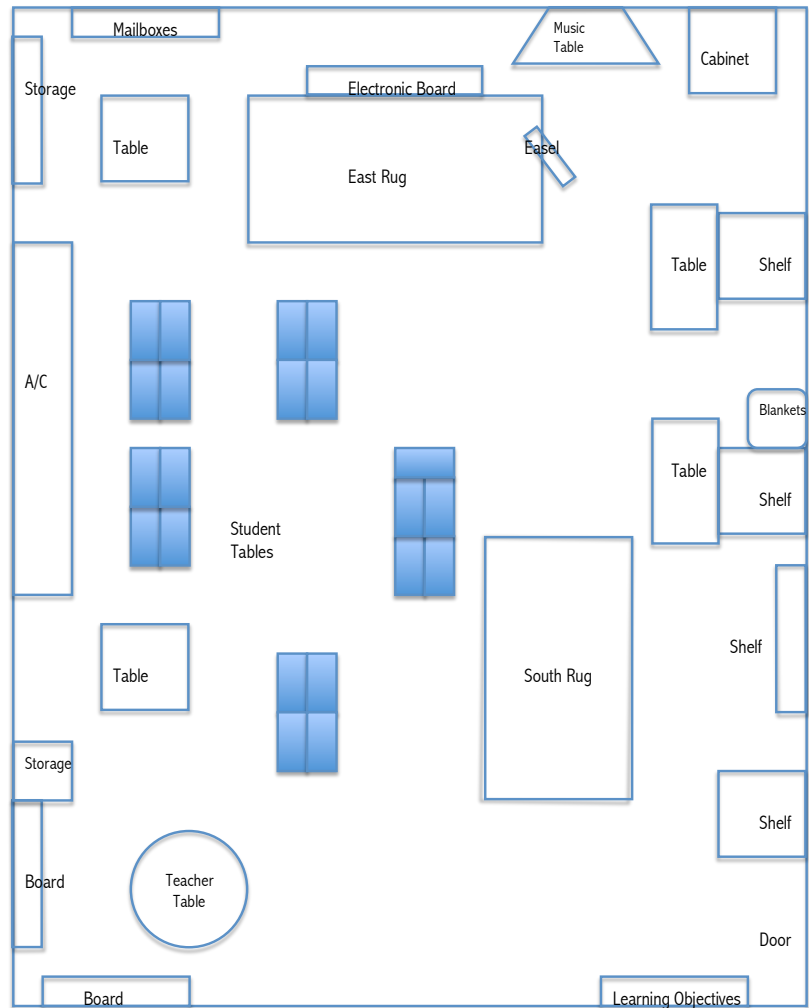 Mailboxes
Music
Table
Cabinet
Storage
Electronic Board
Table
Easel
East Rug
Table
Shelf
A/C
Blankets
Table
Shelf
Student
Tables
Shelf
Table
South Rug
Storage
Shelf
Board
Teacher
Table
Door
Board
Learning Objectives